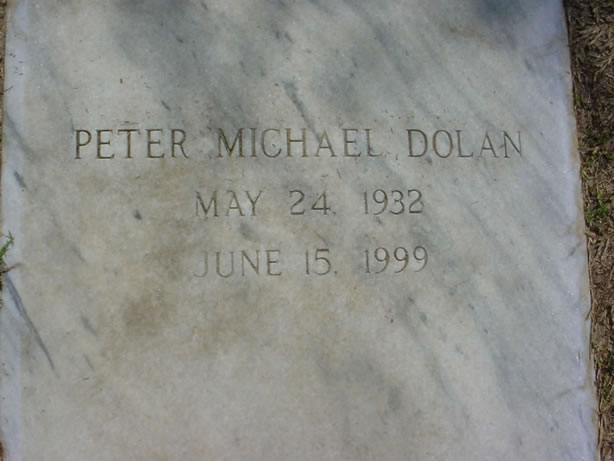 PETER MICHAEL DOLAN
MAY 24, 1932
JUNE 15, 1999